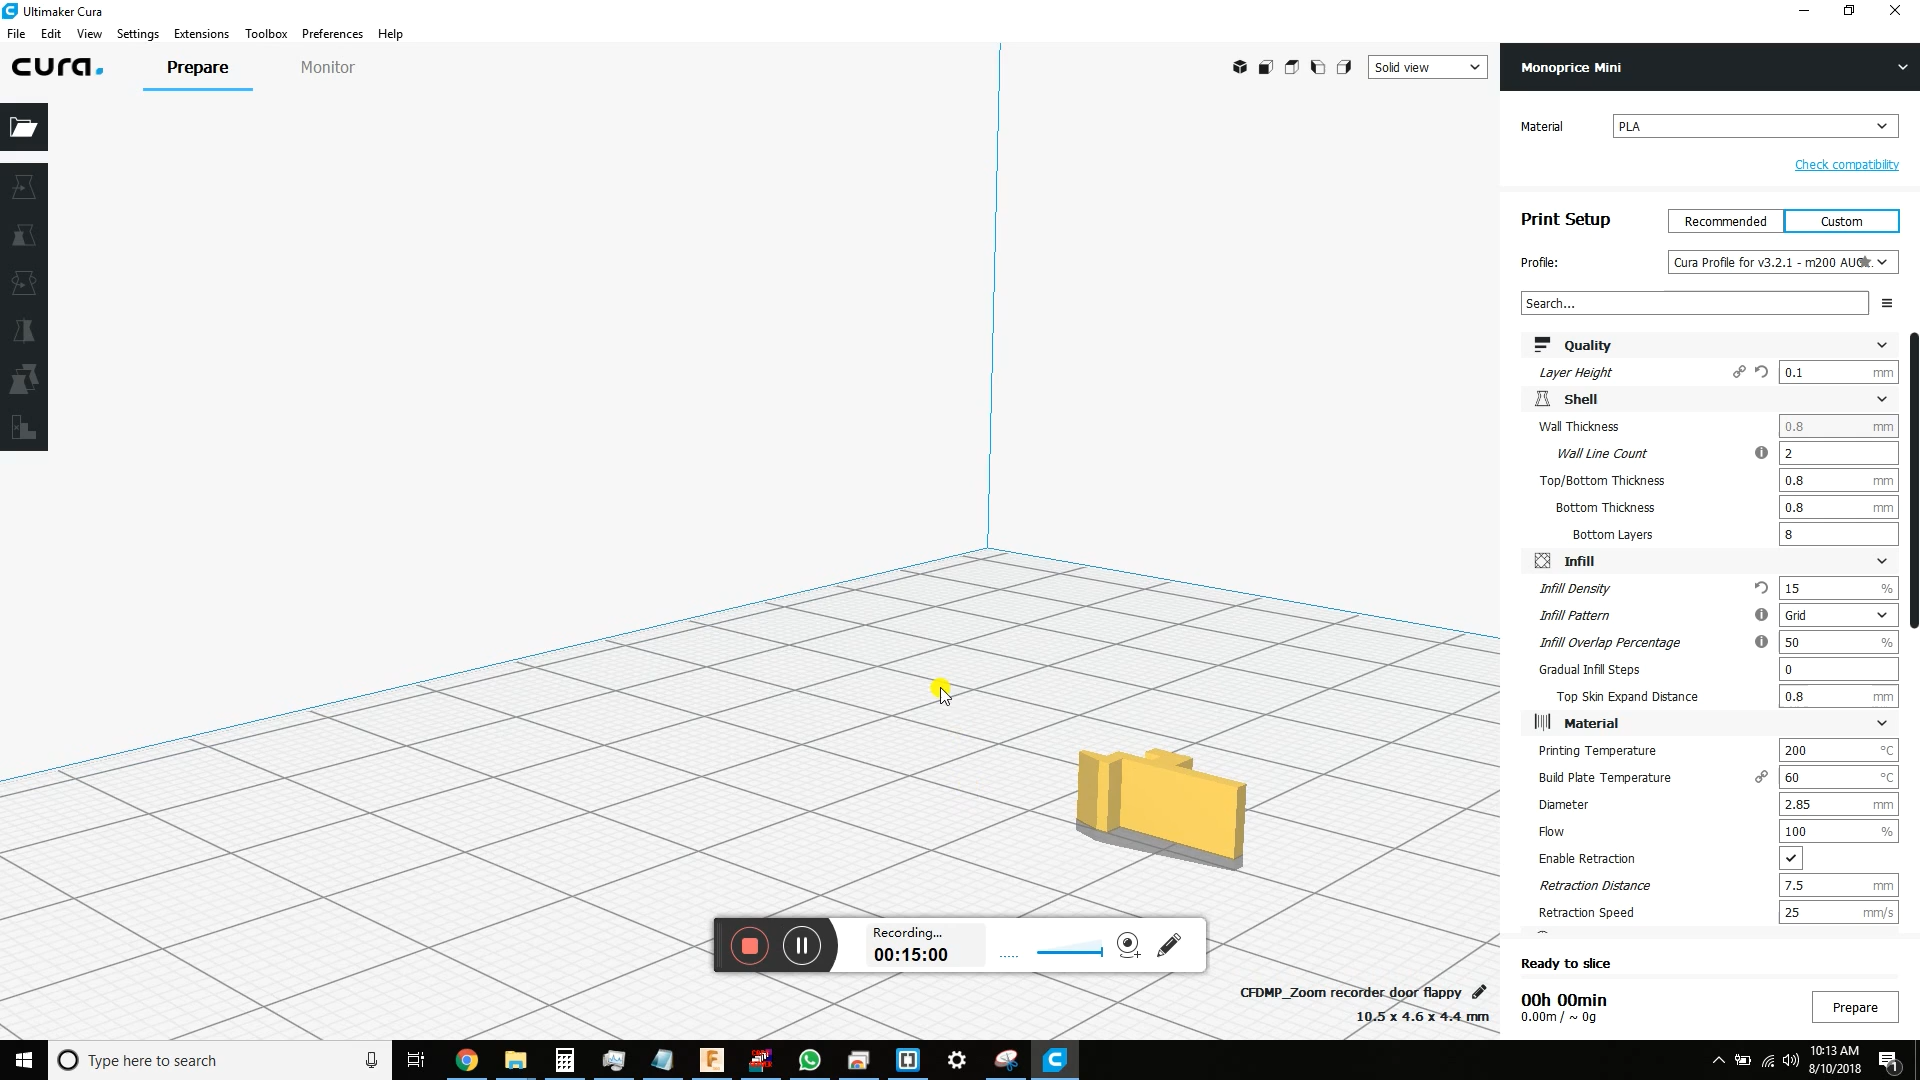 Ultimaker Cura
File Edit View Settings Extensions Toolbox Preferences Help
cura. Prepare Monitor
Solid view
Monoprice Mini
Material PLA
Check compatibility
Print Setup Recommended Custom
Profile: Cura Profile for v3.2.1 - m200 AUG...
Search...
Quality
Layer Height 0.1 mm
Shell
Wall Thickness 0.8 mm
Wall Line Count 2
Top/Bottom Thickness 0.8 mm
Bottom Thickness 0.8 mm
Bottom Layers 8
Infill
Infill Density 15 %
Infill Pattern Grid
Infill Overlap Percentage 50 %
Gradual Infill Steps 0
Top Skin Expand Distance 0.8 mm
Material
Printing Temperature 200 °C
Build Plate Temperature 60 °C
Diameter 2.85 mm
Flow 100 %
Enable Retraction
Retraction Distance 7.5 mm
Retraction Speed 25 mm/s
Recording...
00:15:00
CFDMP_Zoom recorder door flappy
10.5 x 4.6 x 4.4 mm
Ready to slice
00h 00min
0.00m / ~ 0g
Prepare
Type here to search
10:13 AM
8/10/2018
1